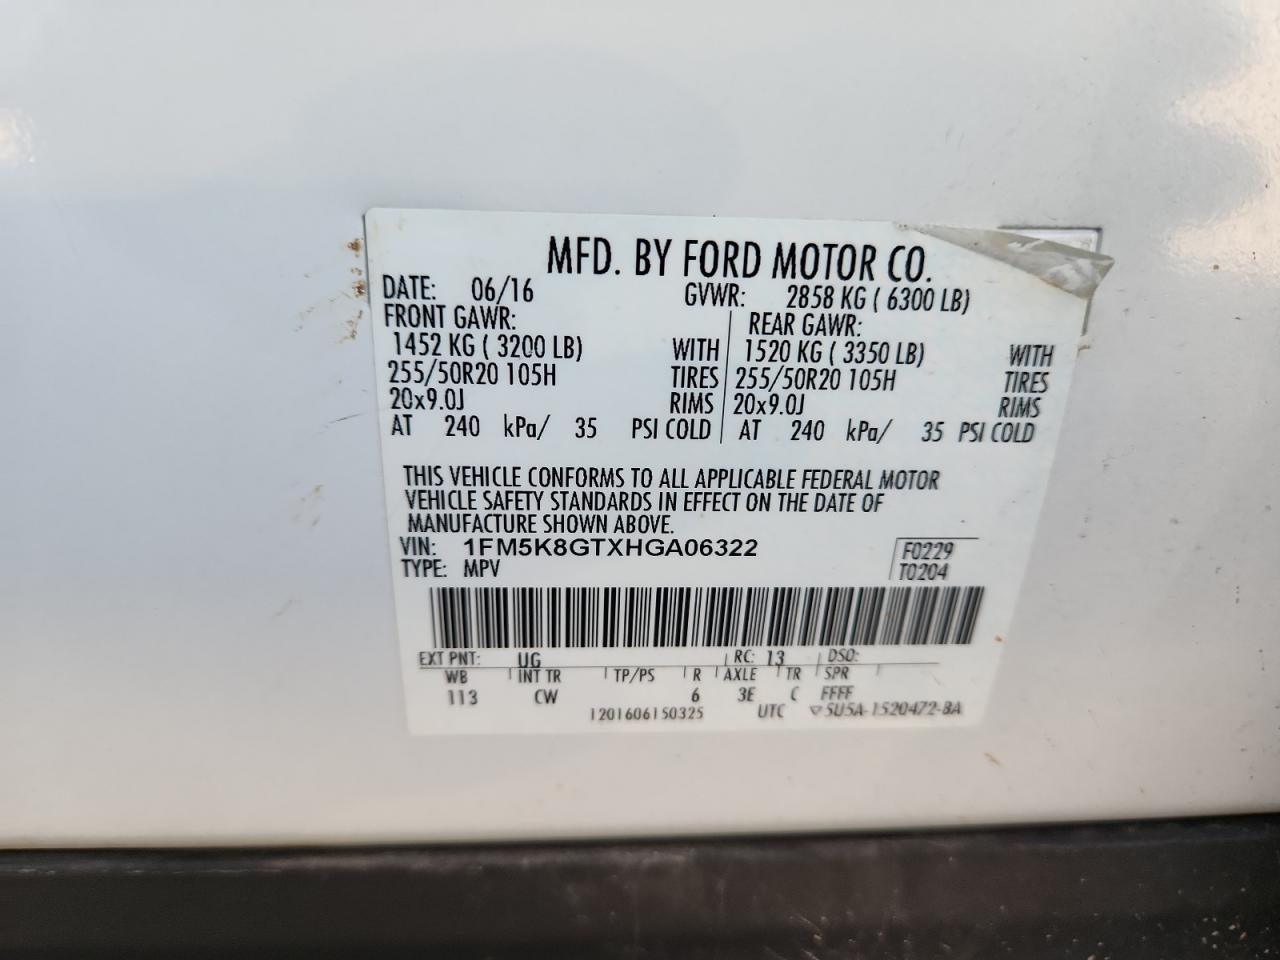 MFD. BY FORD MOTOR CO.
DATE: 06/16 GVWR: 2858 KG ( 6300 LB)
FRONT GAWR: REAR GAWR:
1452 KG ( 3200 LB) WITH 1520 KG ( 3350 LB) WITH
255/50R20 105H TIRES 255/50R20 105H TIRES
20x9.0J RIMS 20x9.0J RIMS
AT 240 kPa/ 35 PSI COLD AT 240 kPa/ 35 PSI COLD
THIS VEHICLE CONFORMS TO ALL APPLICABLE FEDERAL MOTOR
VEHICLE SAFETY STANDARDS IN EFFECT ON THE DATE OF
MANUFACTURE SHOWN ABOVE.
VIN: 1FM5K8GTXHGA06322 F0229
TYPE: MPV T0204
EXT PNT: UG RC: 13 DSO:
WB INT TR TP/PS R AXLE TR SPR
113 CW 6 3E C FFFF
1201606150325 UTC ▽5U5A-1520472-BA